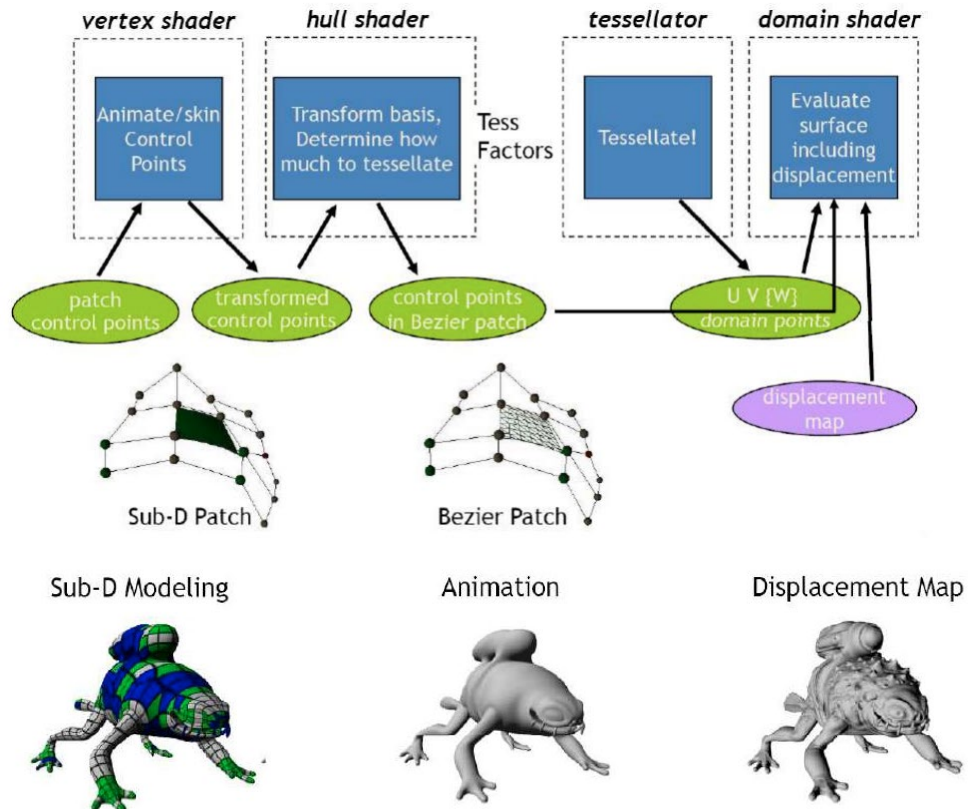 vertex shader
hull shader
tessellator
domain shader
Animate/skin
Control
Points
Transform basis,
Determine how
much to tessellate
Tess
Factors
Tessellate!
Evaluate
surface
including
displacement
patch
control points
transformed
control points
control points
in Bezier patch
U V {W}
domain points
displacement
map
Sub-D Patch
Bezier Patch
Sub-D Modeling
Animation
Displacement Map